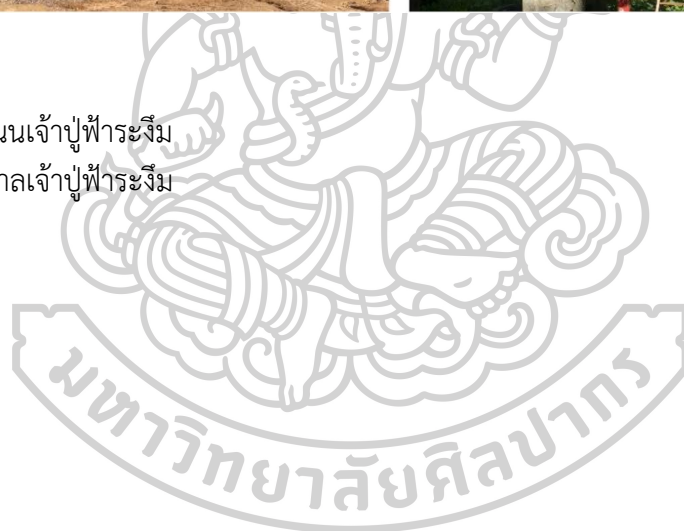 นนเจ้าปู่ฟ้าระงึม
าลเจ้าปู่ฟ้าระงึม
มหาวิทยาลัยศิลปากร